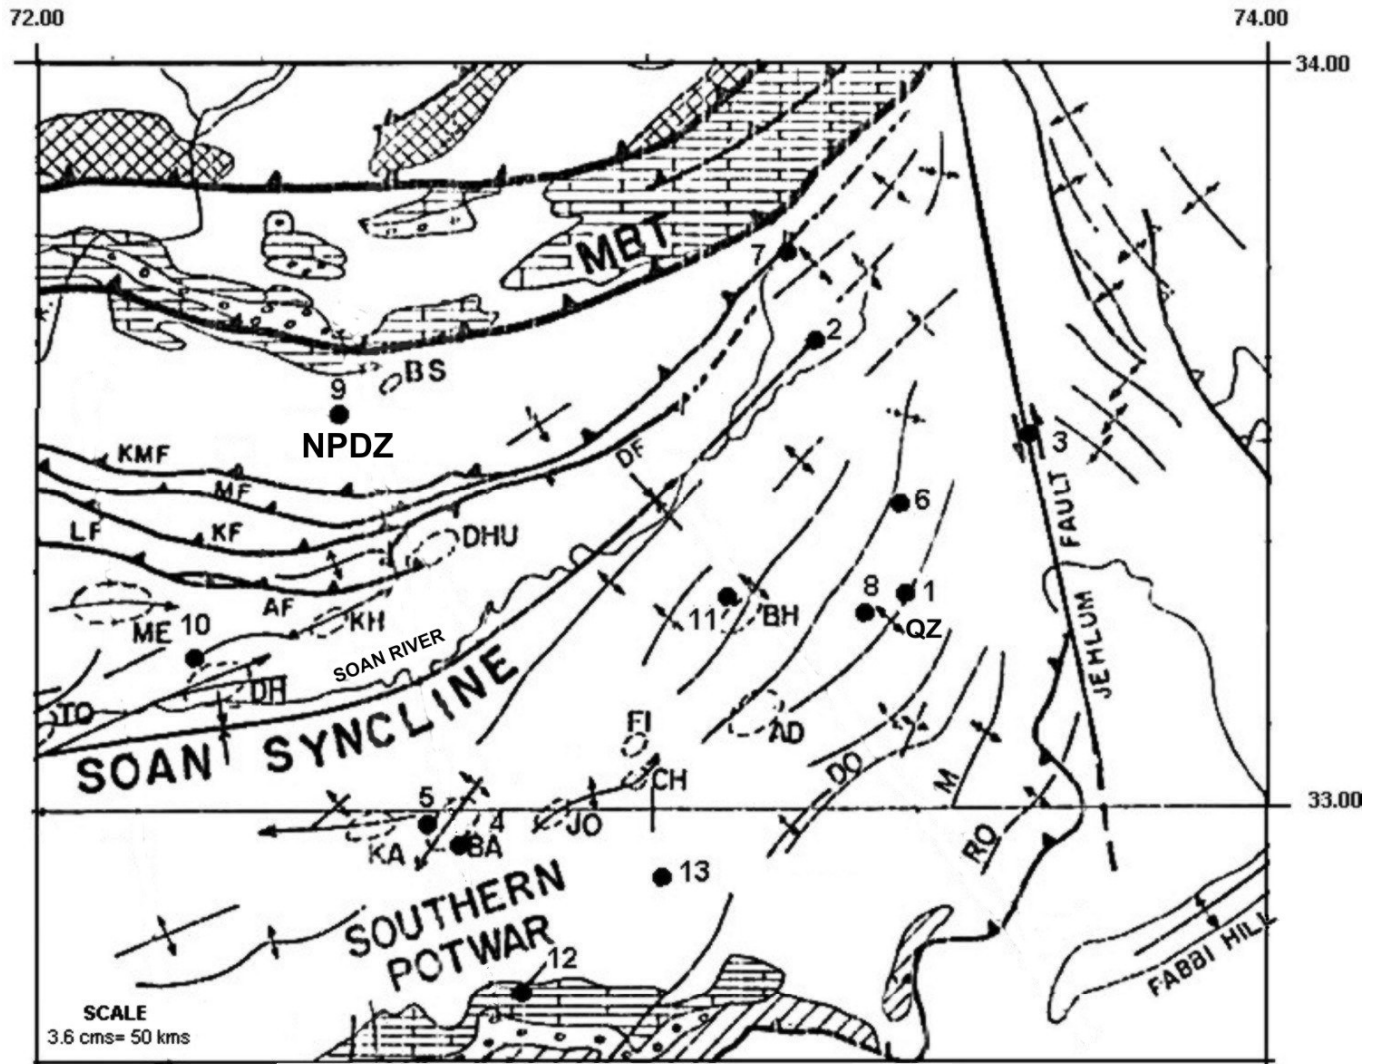 72.00
74.00
34.00
MBT
7
2
BS
9
NPDZ
KMF
MF
LF
KF
DF
3
DHU
6
JEHLUM FAULT
AF
KH
ME
10
11
BH
8
1
QZ
SOAN RIVER
DH
TO
SOAN SYNCLINE
FI
AD
CH
DO
M
33.00
5
4
JO
KA
BA
RO
13
SOUTHERN
POTWAR
12
FABBI HILL
SCALE
3.6 cms= 50 kms